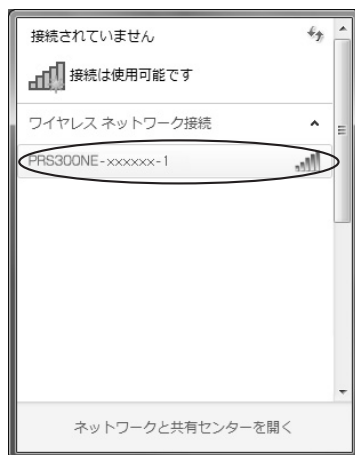 接続されていません
接続は使用可能です
ワイヤレス ネットワーク接続
PRS300NE-xxxxxx-1
ネットワークと共有センターを開く